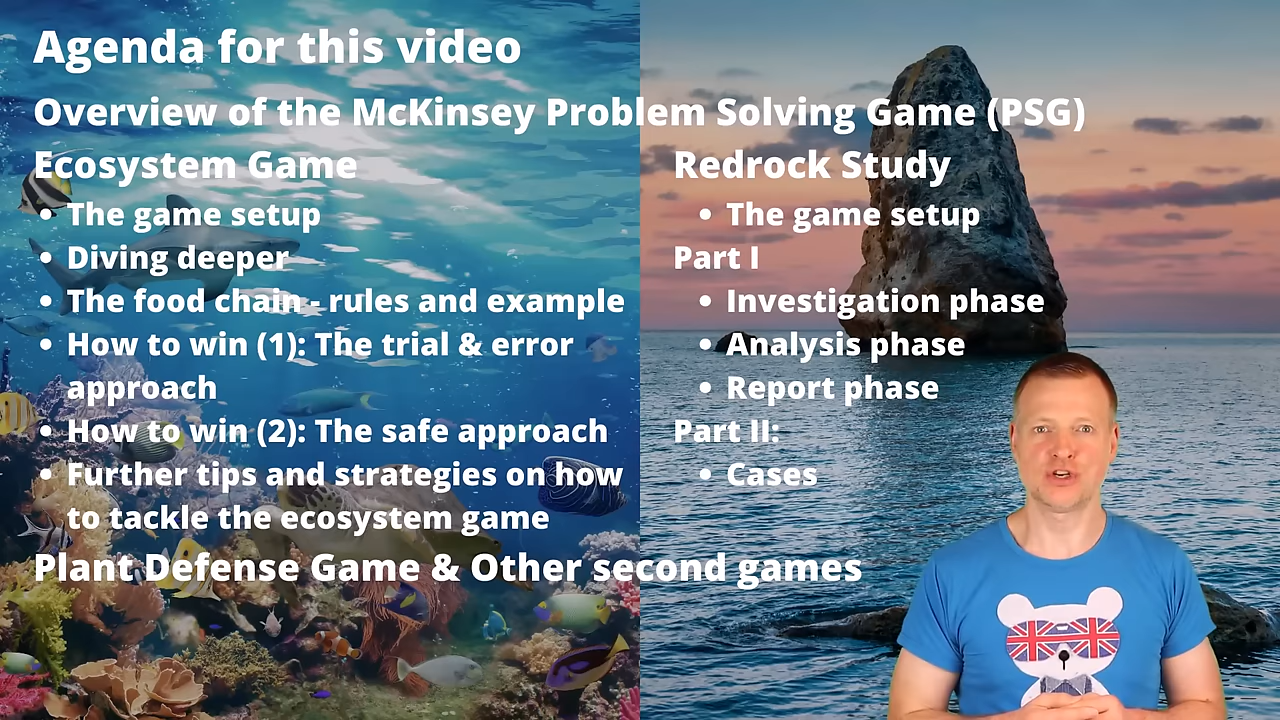 Agenda for this video
Overview of the McKinsey Problem Solving Game (PSG)
Ecosystem Game
• The game setup
• Diving deeper
• The food chain - rules and example
• How to win (1): The trial & error
approach
• How to win (2): The safe approach
• Further tips and strategies on how
to tackle the ecosystem game
Redrock Study
• The game setup
Part I
• Investigation phase
• Analysis phase
• Report phase
Part II:
• Cases
Plant Defense Game & Other second games